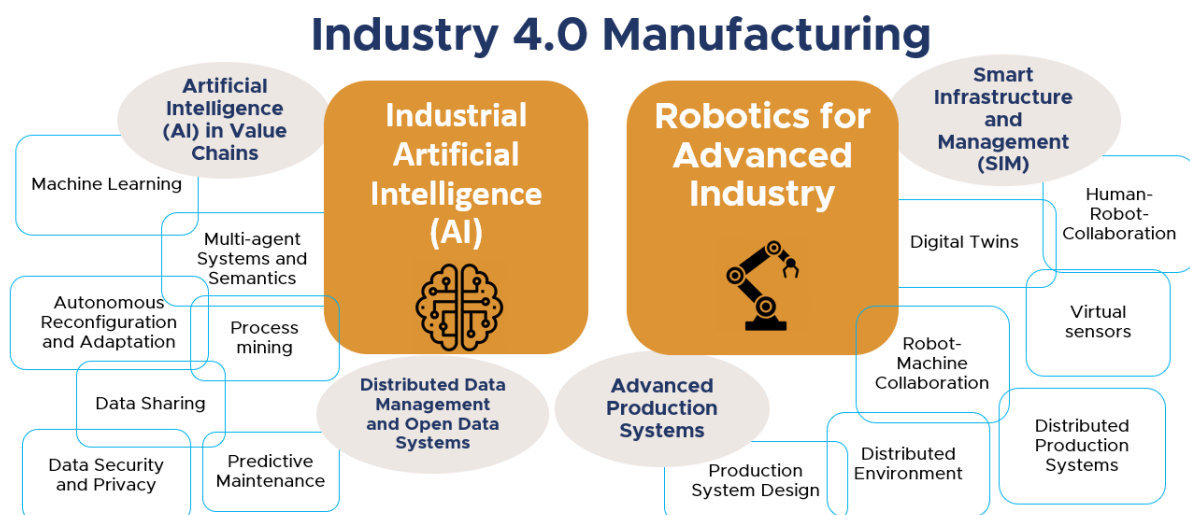 Industry 4.0 Manufacturing
Artificial
Intelligence
(AI) in Value
Chains
Machine Learning
Multi-agent
Systems and
Semantics
Autonomous
Reconfiguration
and Adaptation
Process
mining
Data Sharing
Data Security
and Privacy
Predictive
Maintenance
Industrial
Artificial
Intelligence
(AI)
Distributed Data
Management
and Open Data
Systems
Robotics for
Advanced
Industry
Advanced
Production
Systems
Smart
Infrastructure
and
Management
(SIM)
Human-
Robot-
Collaboration
Digital Twins
Virtual
sensors
Robot-
Machine
Collaboration
Distributed
Production
Systems
Distributed
Environment
Production
System Design